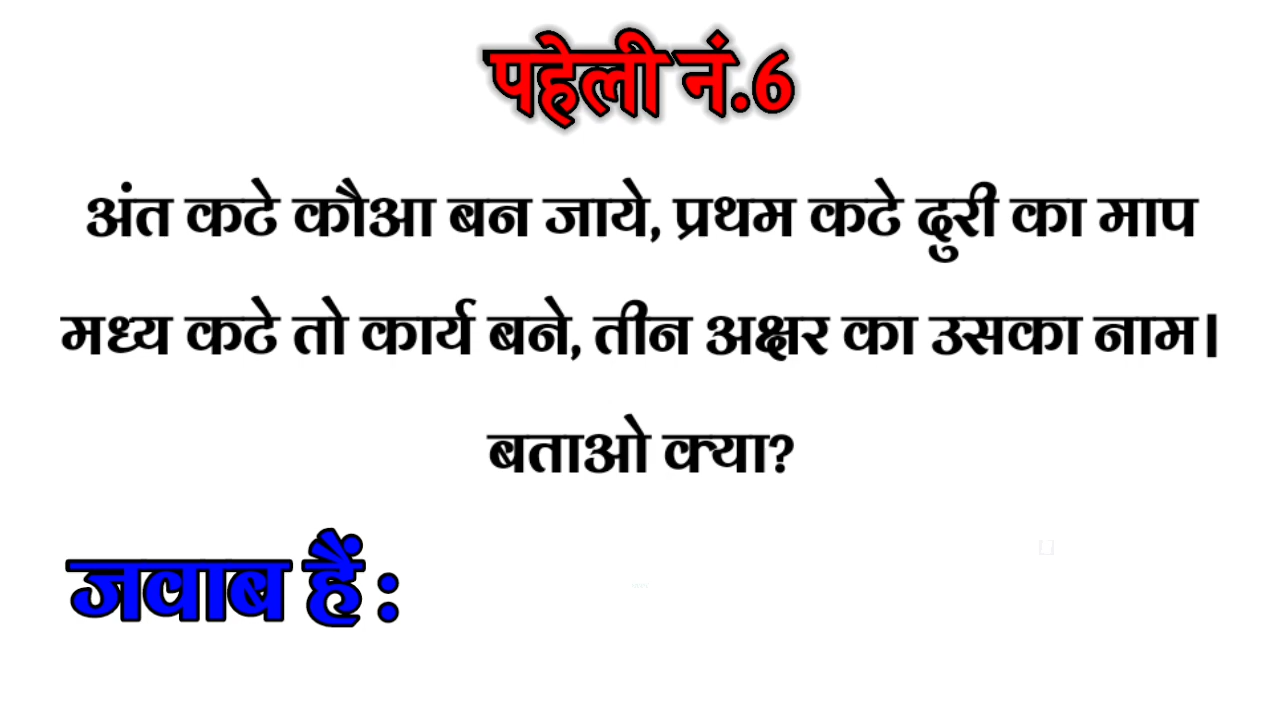 पहेली नं.6
अंत कटे कौआ बन जाये, प्रथम कटे दुरी का माप
मध्य कटे तो कार्य बने, तीन अक्षर का उसका नाम।
बताओ क्या?
जवाब हैं: